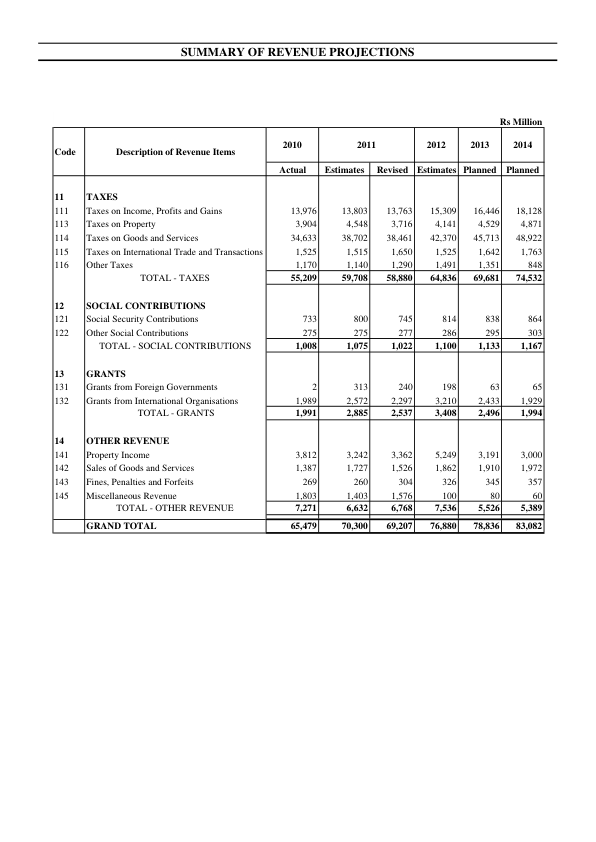 SUMMARY OF REVENUE PROJECTIONS
Rs Million
Code Description of Revenue Items 2010 2011 2012 2013 2014
Actual Estimates Revised Estimates Planned Planned
11 TAXES
111 Taxes on Income, Profits and Gains 13,976 13,803 13,763 15,309 16,446 18,128
113 Taxes on Property 3,904 4,548 3,716 4,141 4,529 4,871
114 Taxes on Goods and Services 34,633 38,702 38,461 42,370 45,713 48,922
115 Taxes on International Trade and Transactions 1,525 1,515 1,650 1,525 1,642 1,763
116 Other Taxes 1,170 1,140 1,290 1,491 1,351 848
TOTAL - TAXES 55,209 59,708 58,880 64,836 69,681 74,532
12 SOCIAL CONTRIBUTIONS
121 Social Security Contributions 733 800 745 814 838 864
122 Other Social Contributions 275 275 277 286 295 303
TOTAL - SOCIAL CONTRIBUTIONS 1,008 1,075 1,022 1,100 1,133 1,167
13 GRANTS
131 Grants from Foreign Governments 2 313 240 198 63 65
132 Grants from International Organisations 1,989 2,572 2,297 3,210 2,433 1,929
TOTAL - GRANTS 1,991 2,885 2,537 3,408 2,496 1,994
14 OTHER REVENUE
141 Property Income 3,812 3,242 3,362 5,249 3,191 3,000
142 Sales of Goods and Services 1,387 1,727 1,526 1,862 1,910 1,972
143 Fines, Penalties and Forfeits 269 260 304 326 345 357
145 Miscellaneous Revenue 1,803 1,403 1,576 100 80 60
TOTAL - OTHER REVENUE 7,271 6,632 6,768 7,536 5,526 5,389
GRAND TOTAL 65,479 70,300 69,207 76,880 78,836 83,082